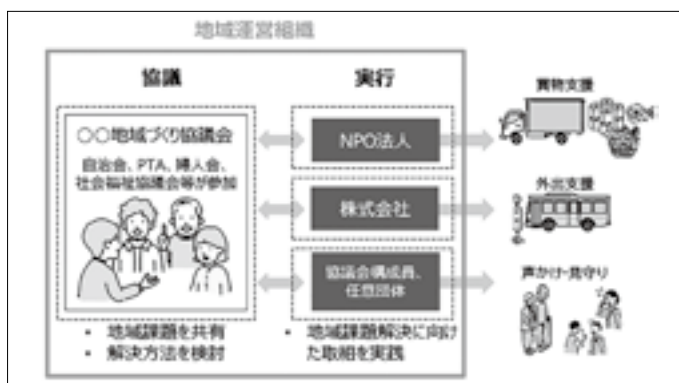 地域運営組織
協議
実行
○○地域づくり協議会
自治会、PTA、婦人会、
社会福祉協議会等が参加
・ 地域課題を共有
・ 解決方法を検討
NPO法人
株式会社
協議会構成員、
任意団体
・ 地域課題解決に向け
た取組を実践
買物支援
外出支援
声かけ・見守り